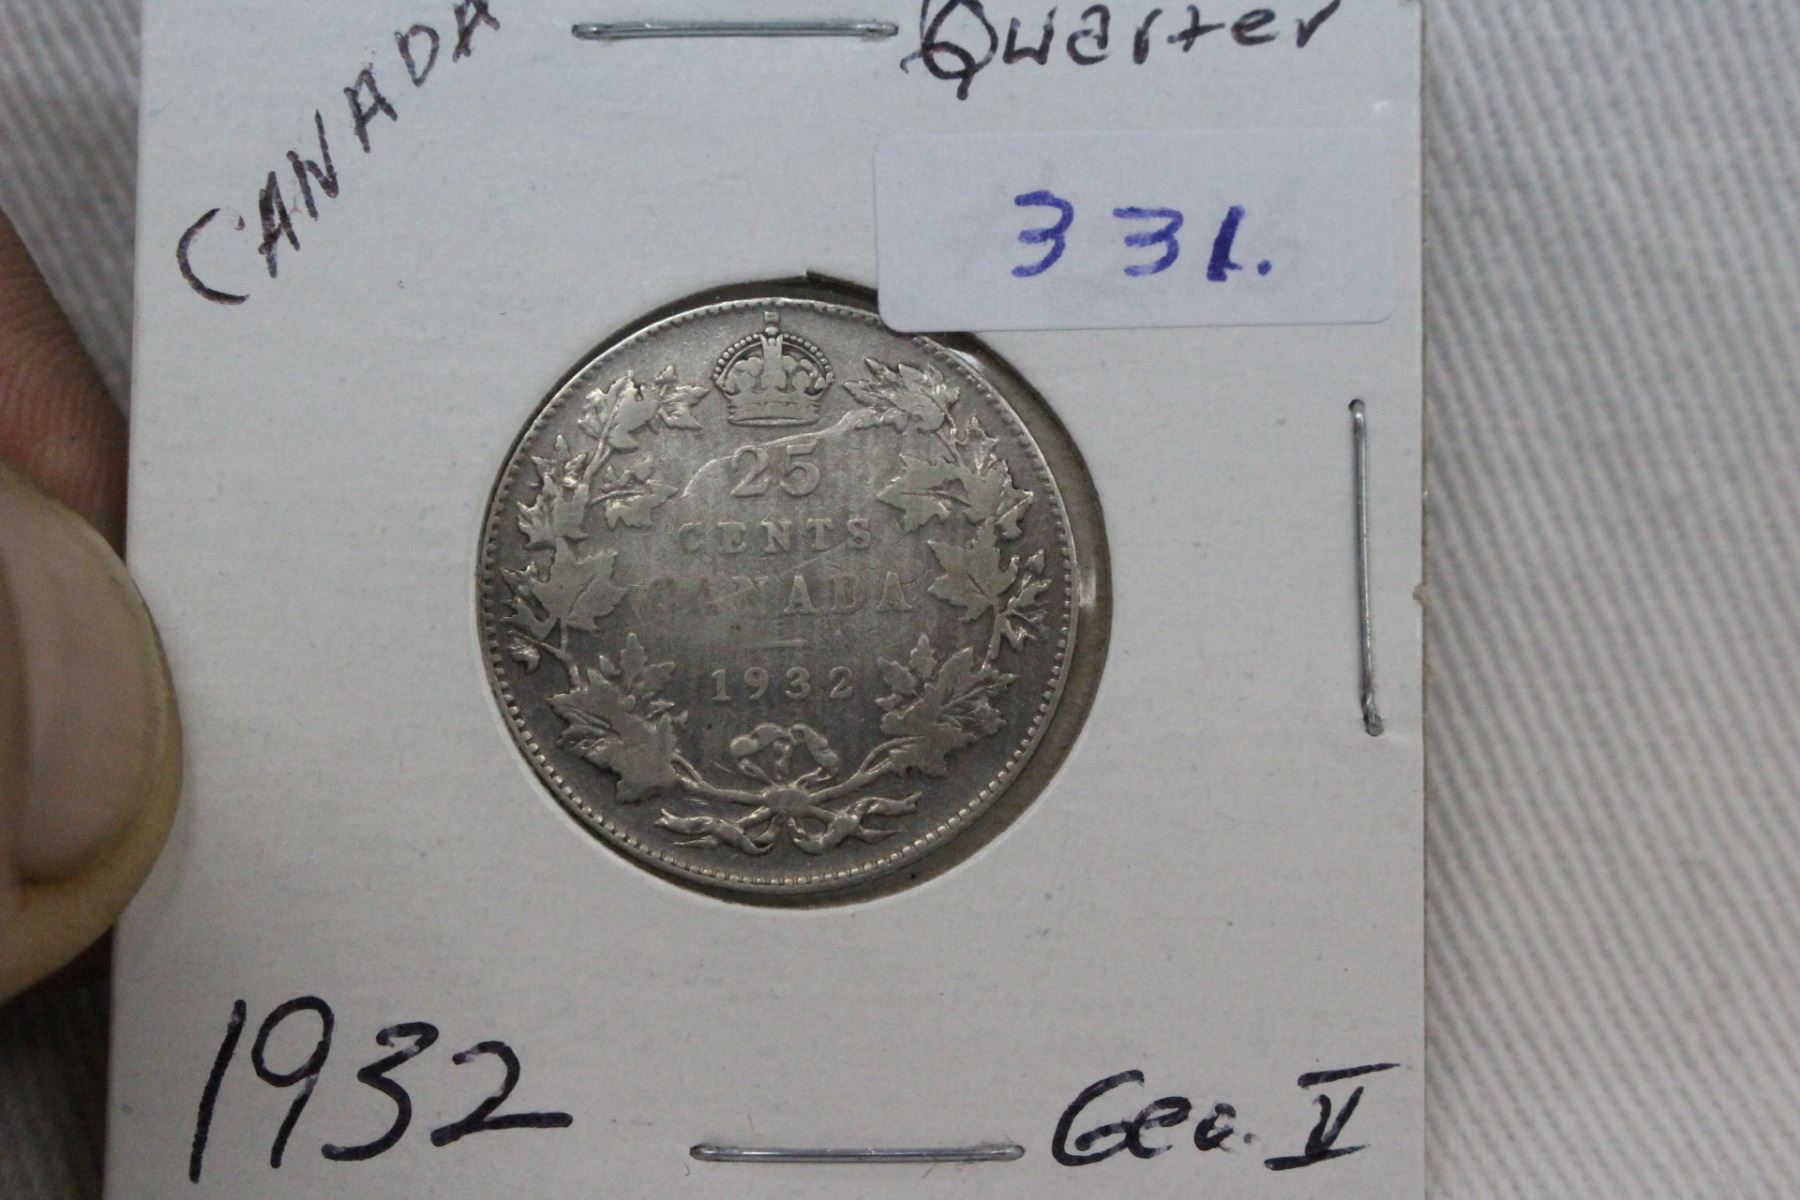 CANADA
Quarter
331.
25
CENTS
CANADA
1932
1932
Geo. V